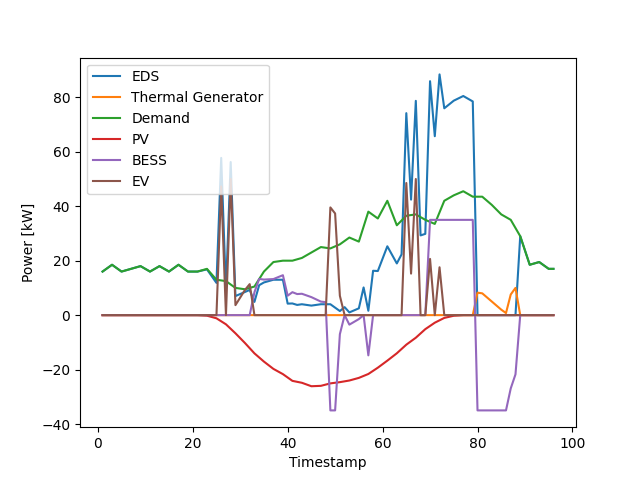 EDS
Thermal Generator
Demand
PV
BESS
EV
Power [kW]
80
60
40
20
0
−20
−40
0 20 40 60 80 100
Timestamp